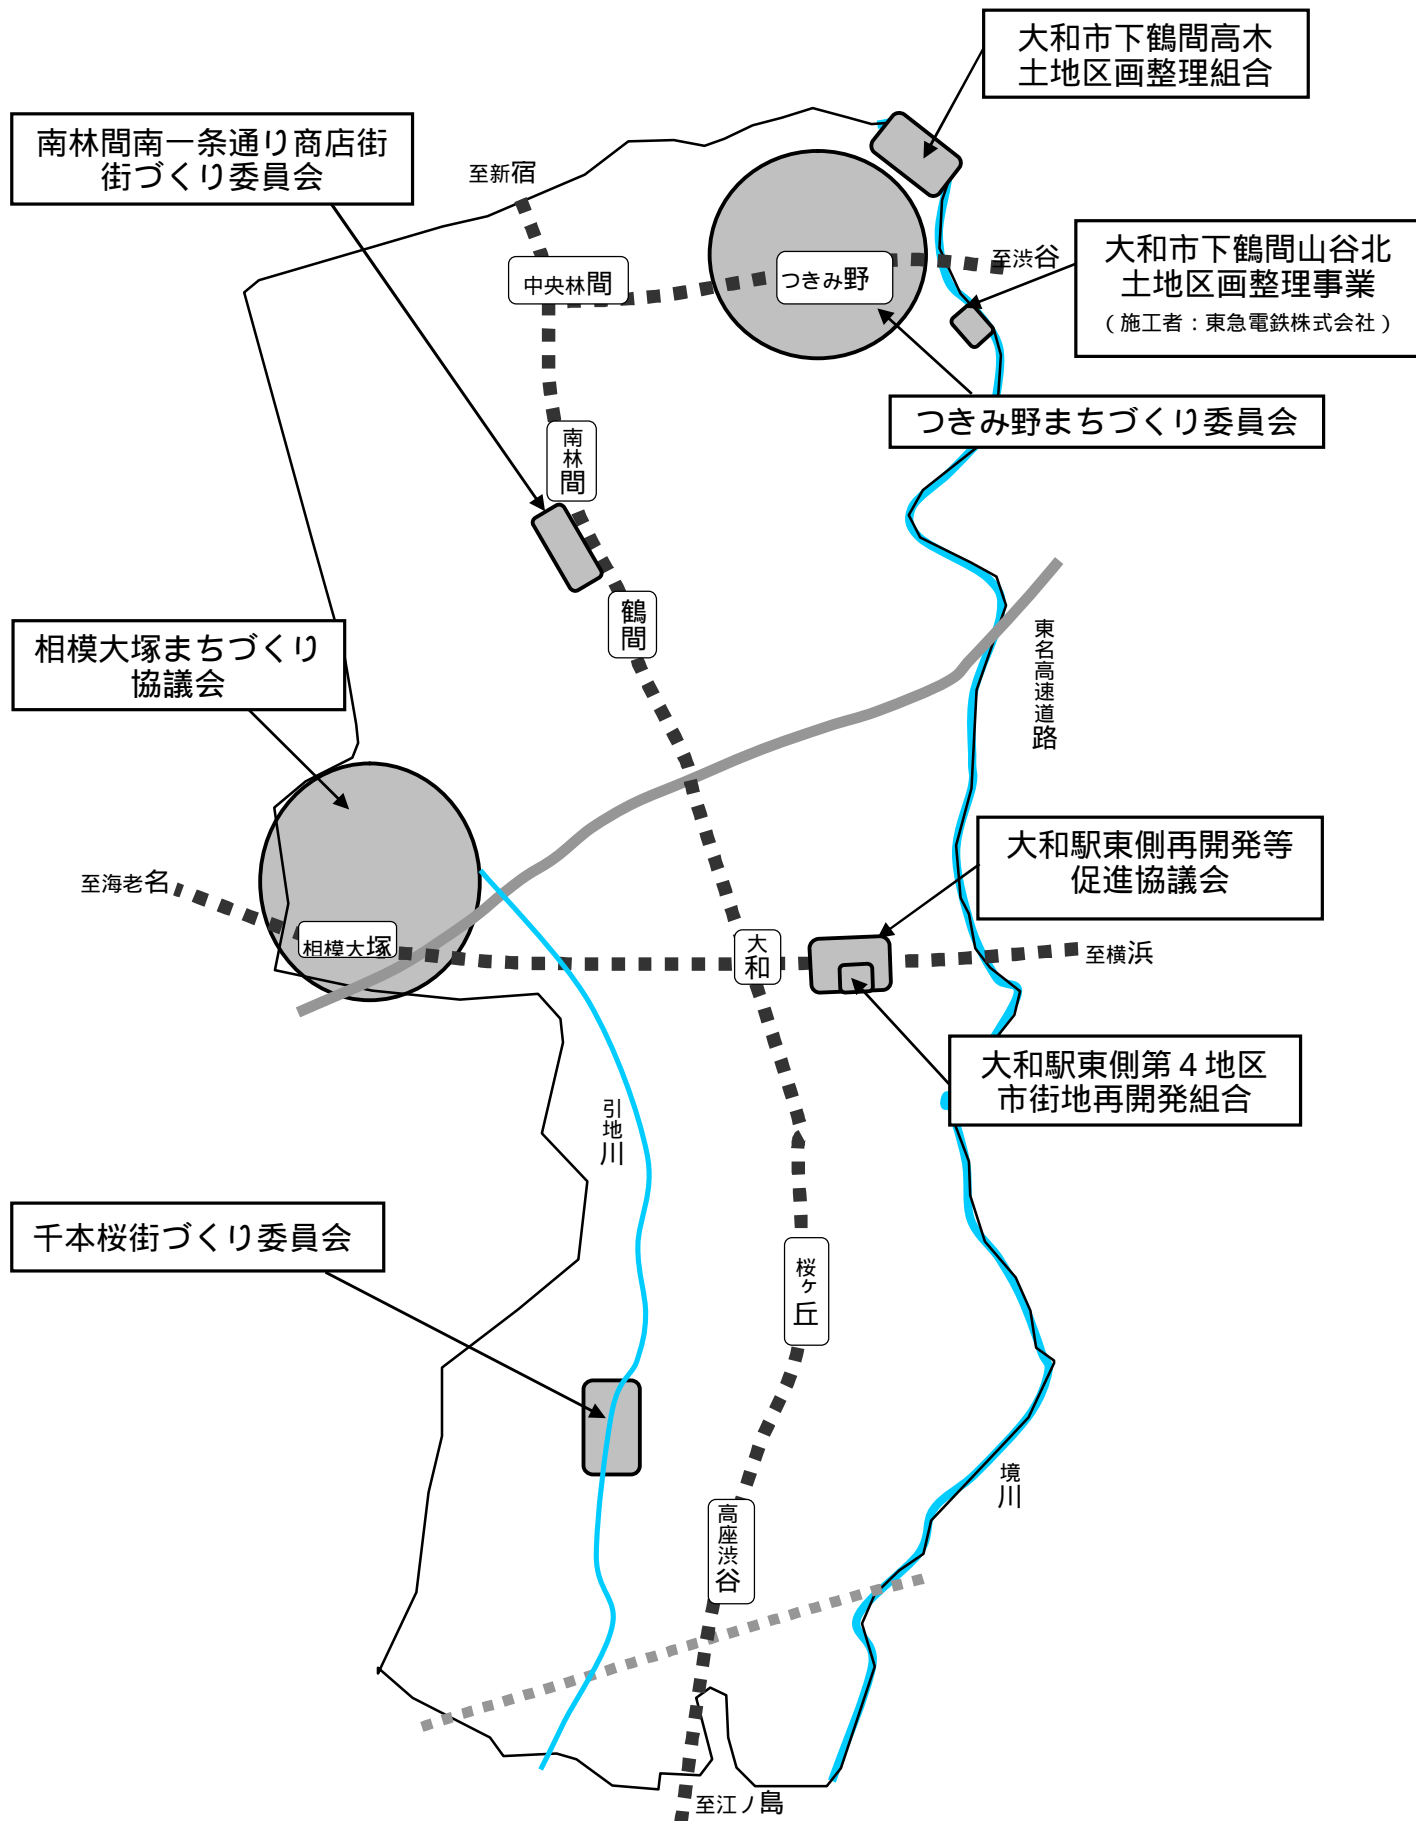 大和市下鶴間高木
土地区画整理組合
南林間南一条通り商店街
街づくり委員会
至新宿
大和市下鶴間山谷北
土地区画整理事業
（施工者：東急電鉄株式会社）
至渋谷
中央林間
つきみ野
つきみ野まちづくり委員会
南林間
鶴間
相模大塚まちづくり
協議会
東名高速道路
大和駅東側再開発等
促進協議会
至海老名
相模大塚
大和
至横浜
大和駅東側第４地区
市街地再開発組合
引地川
千本桜街づくり委員会
桜ヶ丘
境川
高座渋谷
至江ノ島